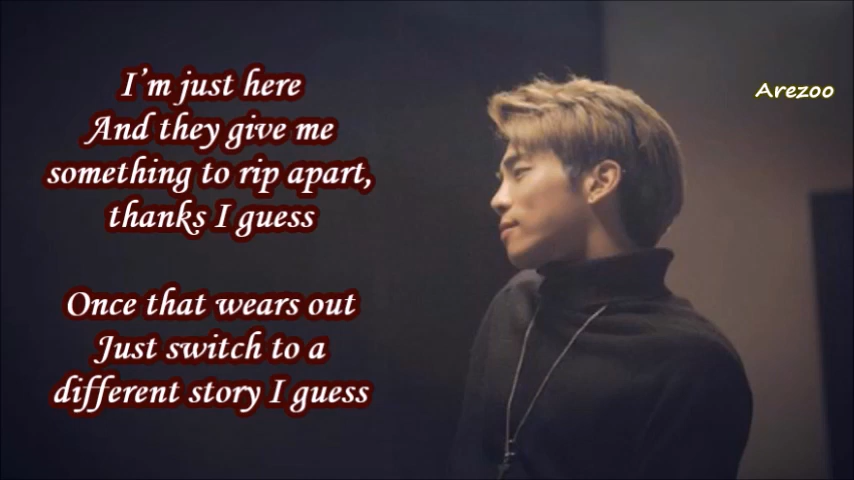 I'm just here
And they give me
something to rip apart,
thanks I guess
Once that wears out
Just switch to a
different story I guess
Arezoo